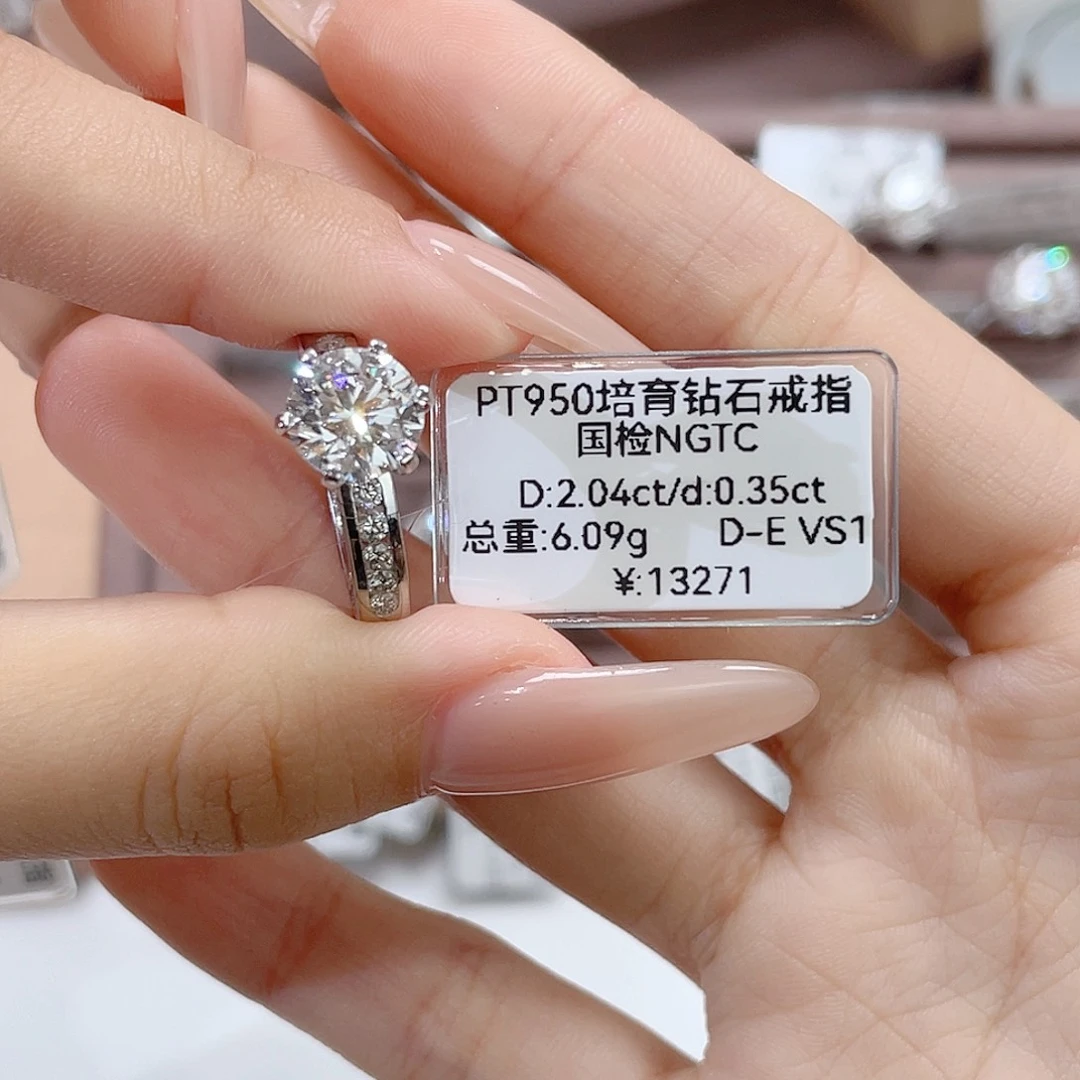 PT950培育钻石戒指
国检NGTC
D:2.04ct/d:0.35ct
总重:6.09g D-E VS1
¥:13271